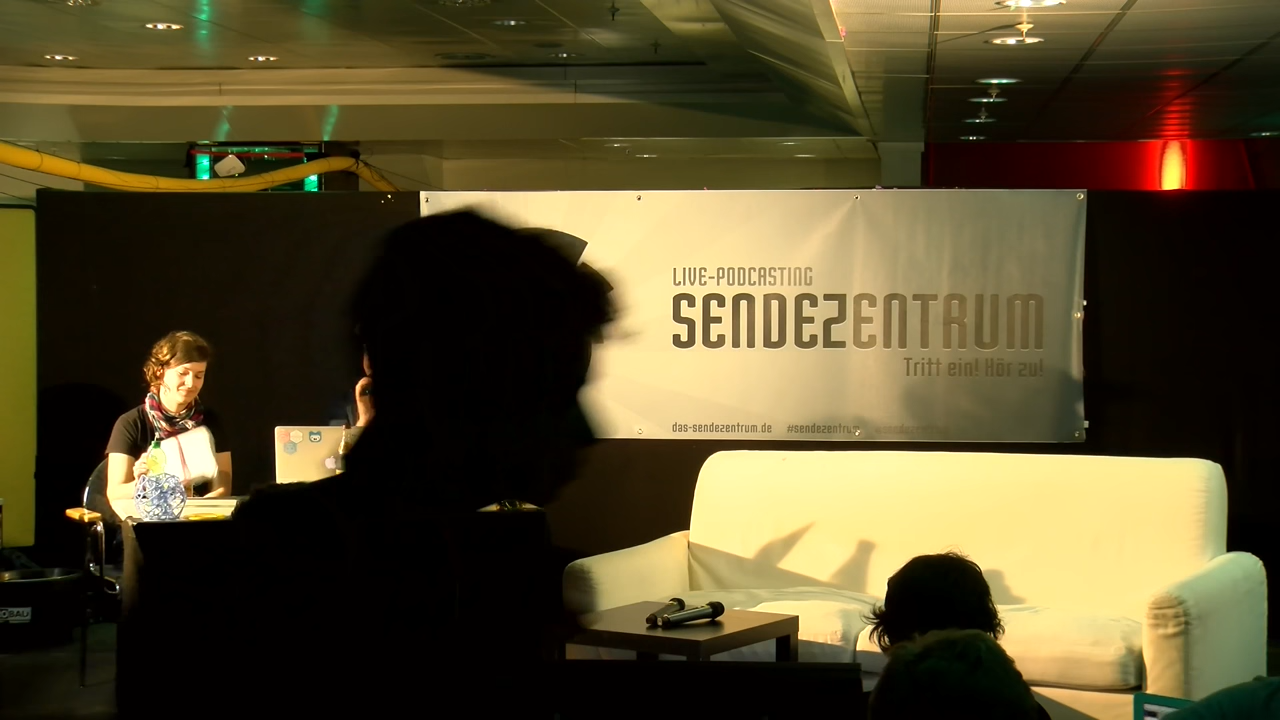 LIVE-PODCASTING
SENDEZENTRUM
Tritt ein! Hör zu!
das-sendezentrum.de #sendezentrum